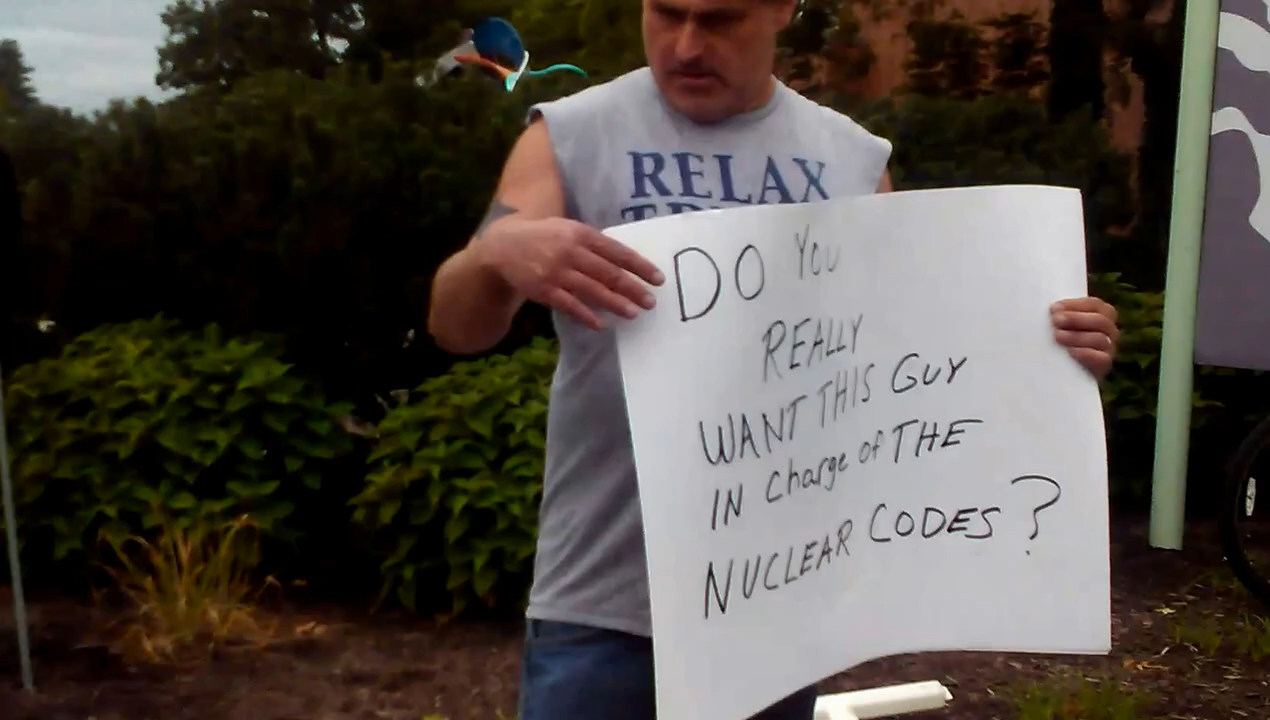 RELAX
DO YOU
REALLY
WANT THIS GUY
IN Charge of THE
NUCLEAR CODES ?